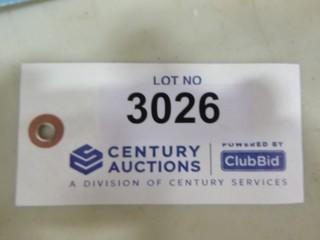 LOT NO
3026
CENTURY AUCTIONS
POWERED BY
ClubBid
A DIVISION OF CENTURY SERVICES